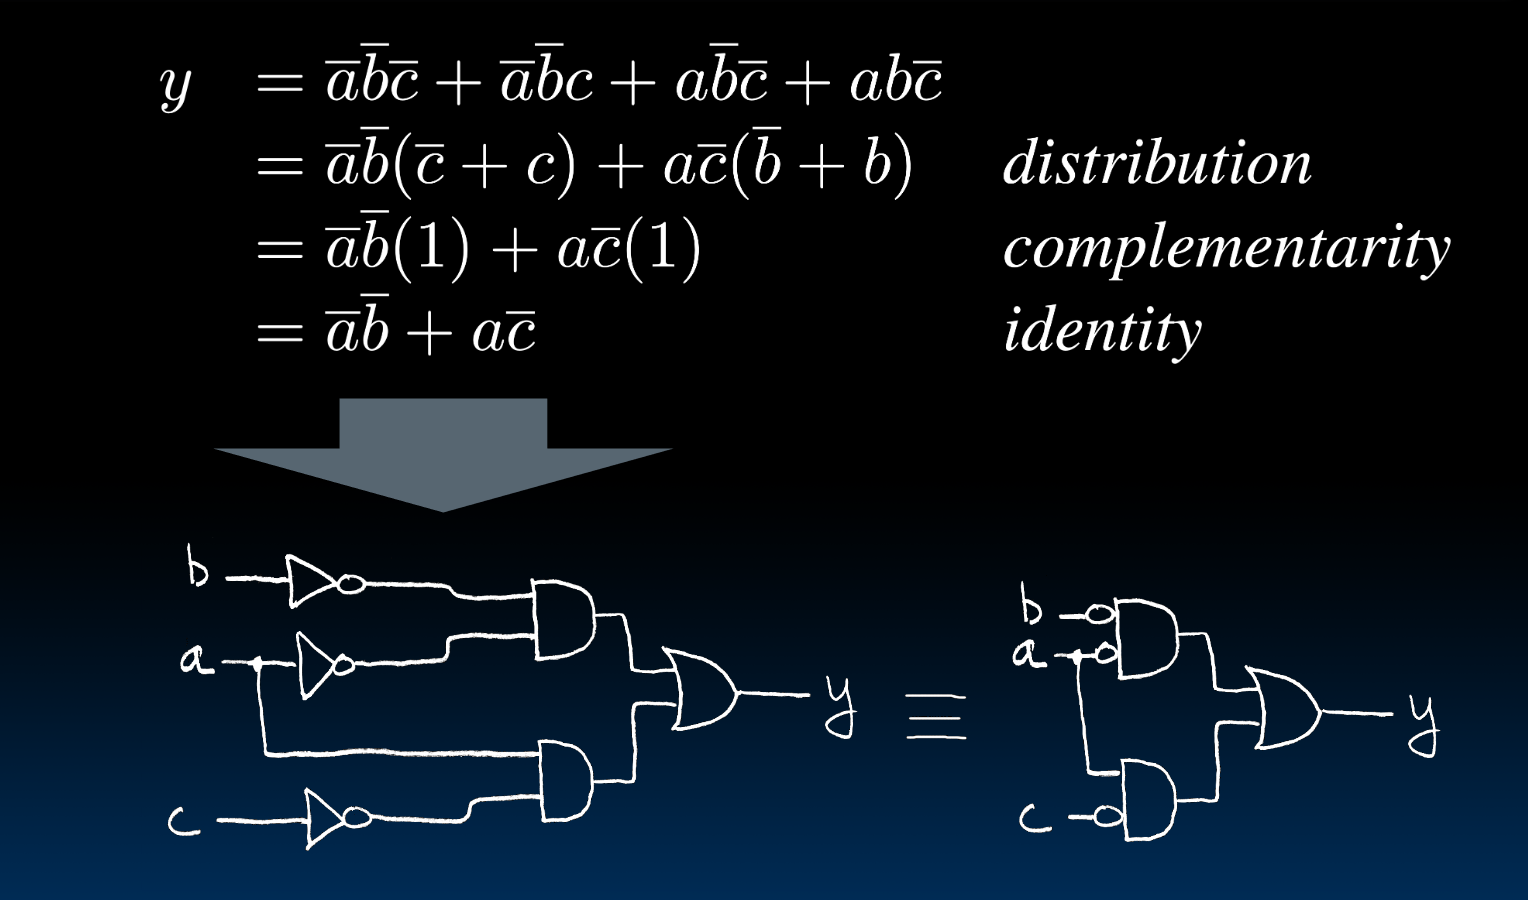 y = a̅b̅c̅ + a̅b̅c + ab̅c̅ + abc̅
= a̅b̅(c̅ + c) + ac̅(b̅ + b) distribution
= a̅b̅(1) + ac̅(1) complementarity
= a̅b̅ + ac̅ identity
b
a
c
y
≡
b
a
c
y